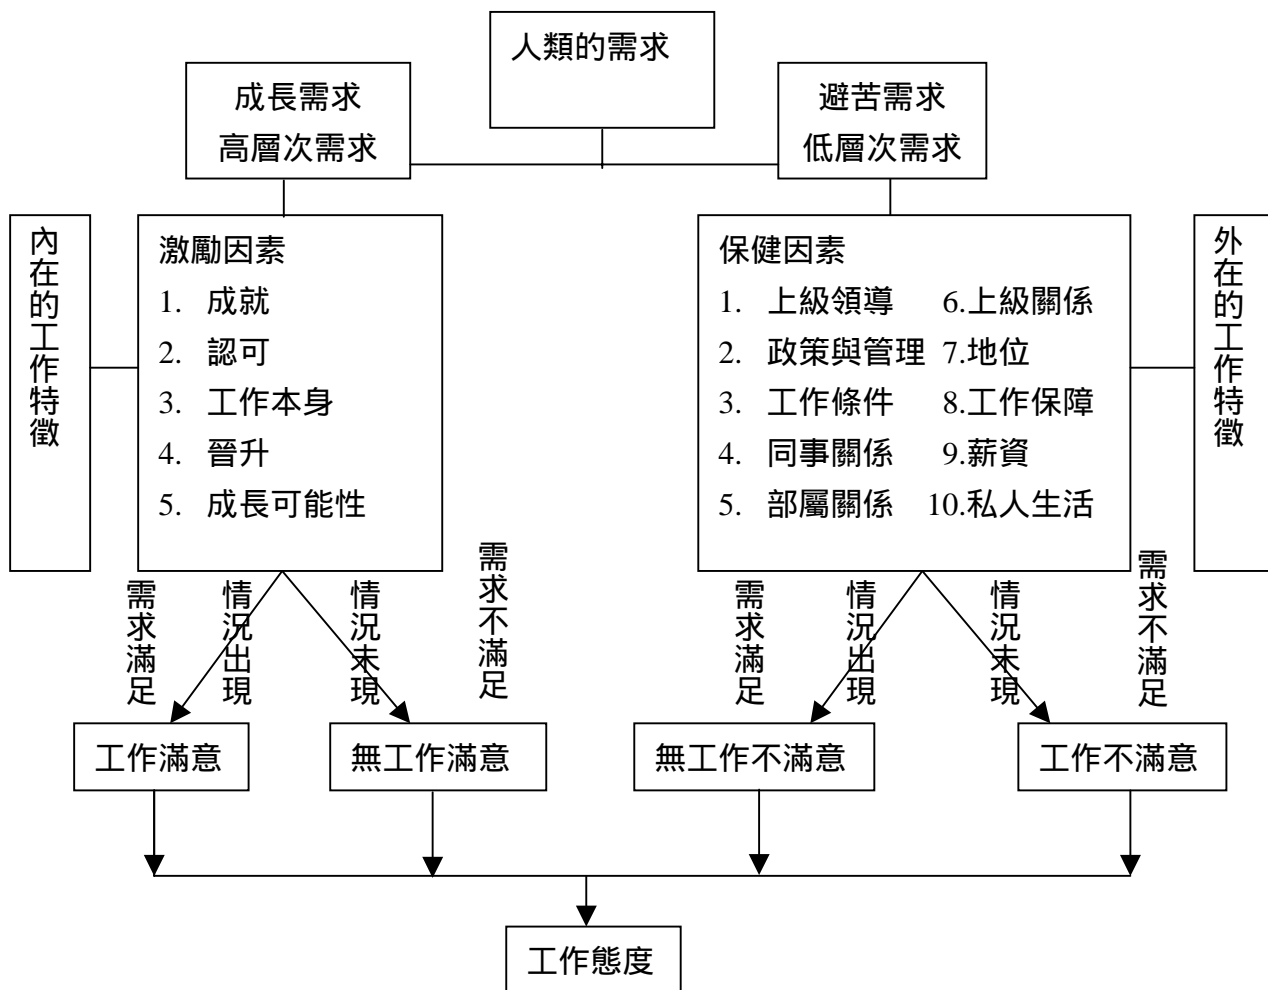 人類的需求
成長需求
高層次需求
避苦需求
低層次需求
內在的工作特徵
激勵因素
1. 成就
2. 認可
3. 工作本身
4. 晉升
5. 成長可能性
保健因素
1. 上級領導 6.上級關係
2. 政策與管理 7.地位
3. 工作條件 8.工作保障
4. 同事關係 9.薪資
5. 部屬關係 10.私人生活
外在的工作特徵
需求滿足
情況出現
情況未現
需求不滿足
需求滿足
情況出現
情況未現
需求不滿足
工作滿意
無工作滿意
無工作不滿意
工作不滿意
工作態度